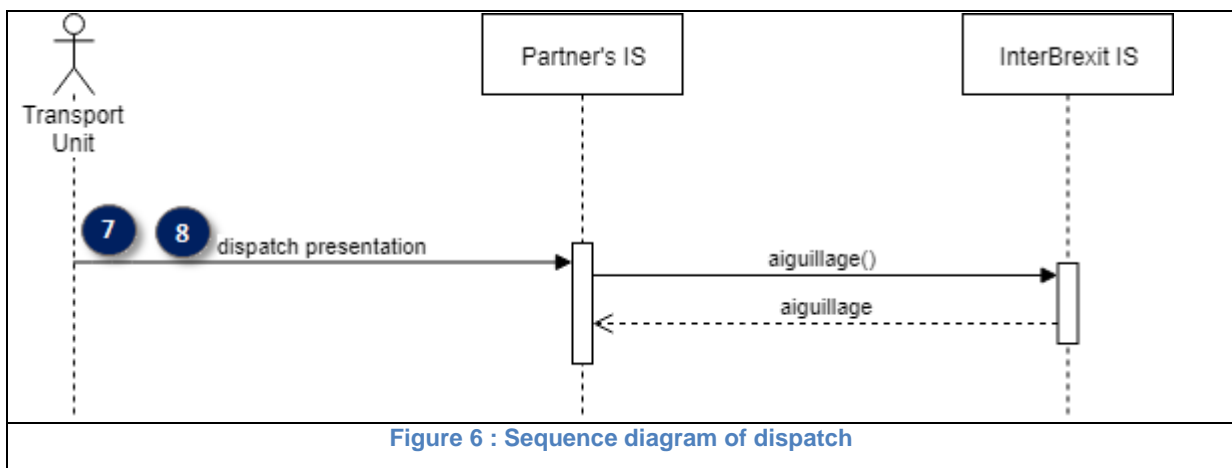 Partner's IS
InterBrexit IS
Transport
Unit
7
8
dispatch presentation
aiguillage()
aiguillage
Figure 6 : Sequence diagram of dispatch